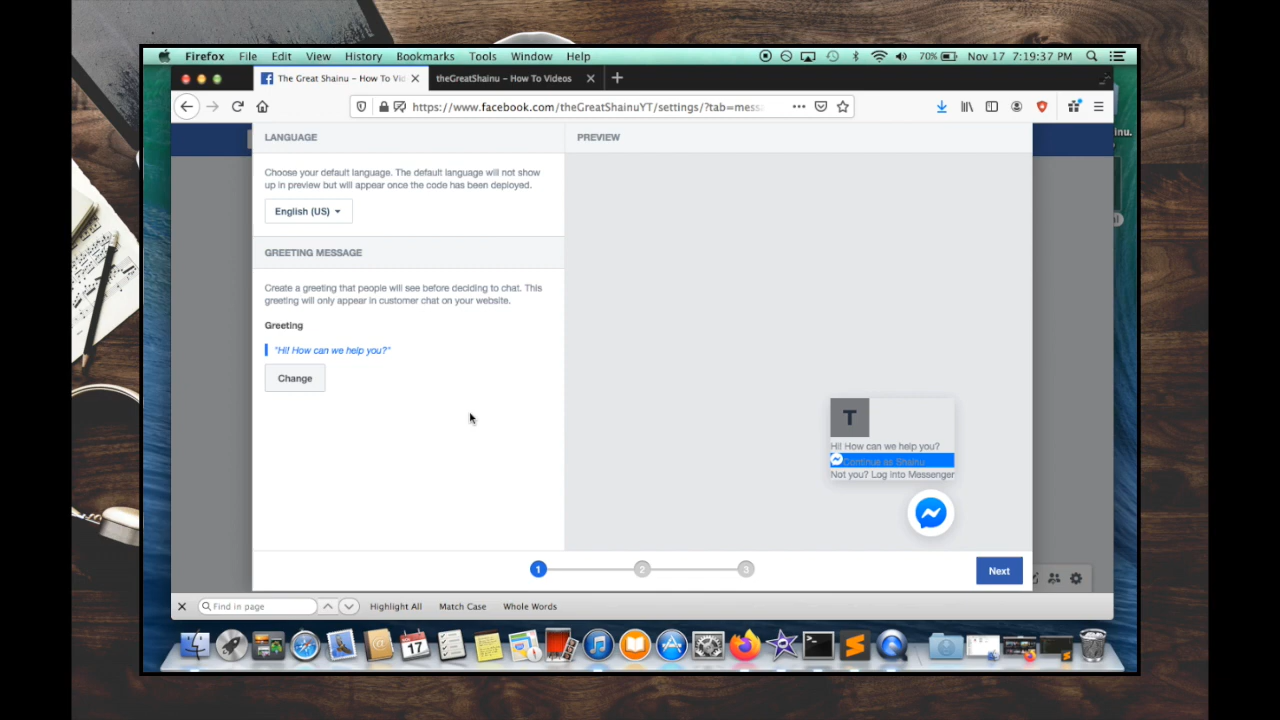 Firefox File Edit View History Bookmarks Tools Window Help 70% Nov 17 7:19:37 PM
The Great Shainu – How To Vid theGreatShainu – How To Videos
https://www.facebook.com/theGreatShainuYT/settings/?tab=mess
inu.
LANGUAGE PREVIEW
Choose your default language. The default language will not show
up in preview but will appear once the code has been deployed.
English (US)
GREETING MESSAGE
Create a greeting that people will see before deciding to chat. This
greeting will only appear in customer chat on your website.
Greeting
"Hi! How can we help you?"
Change
T
Hi! How can we help you?
Continue as Shainu
Not you? Log into Messenger
1 2 3 Next
Find in page Highlight All Match Case Whole Words
17